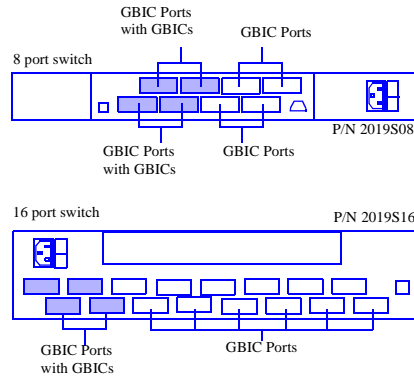 GBIC Ports
with GBICs
GBIC Ports
8 port switch
P/N 2019S08
GBIC Ports
with GBICs
GBIC Ports
16 port switch
P/N 2019S16
GBIC Ports
with GBICs
GBIC Ports